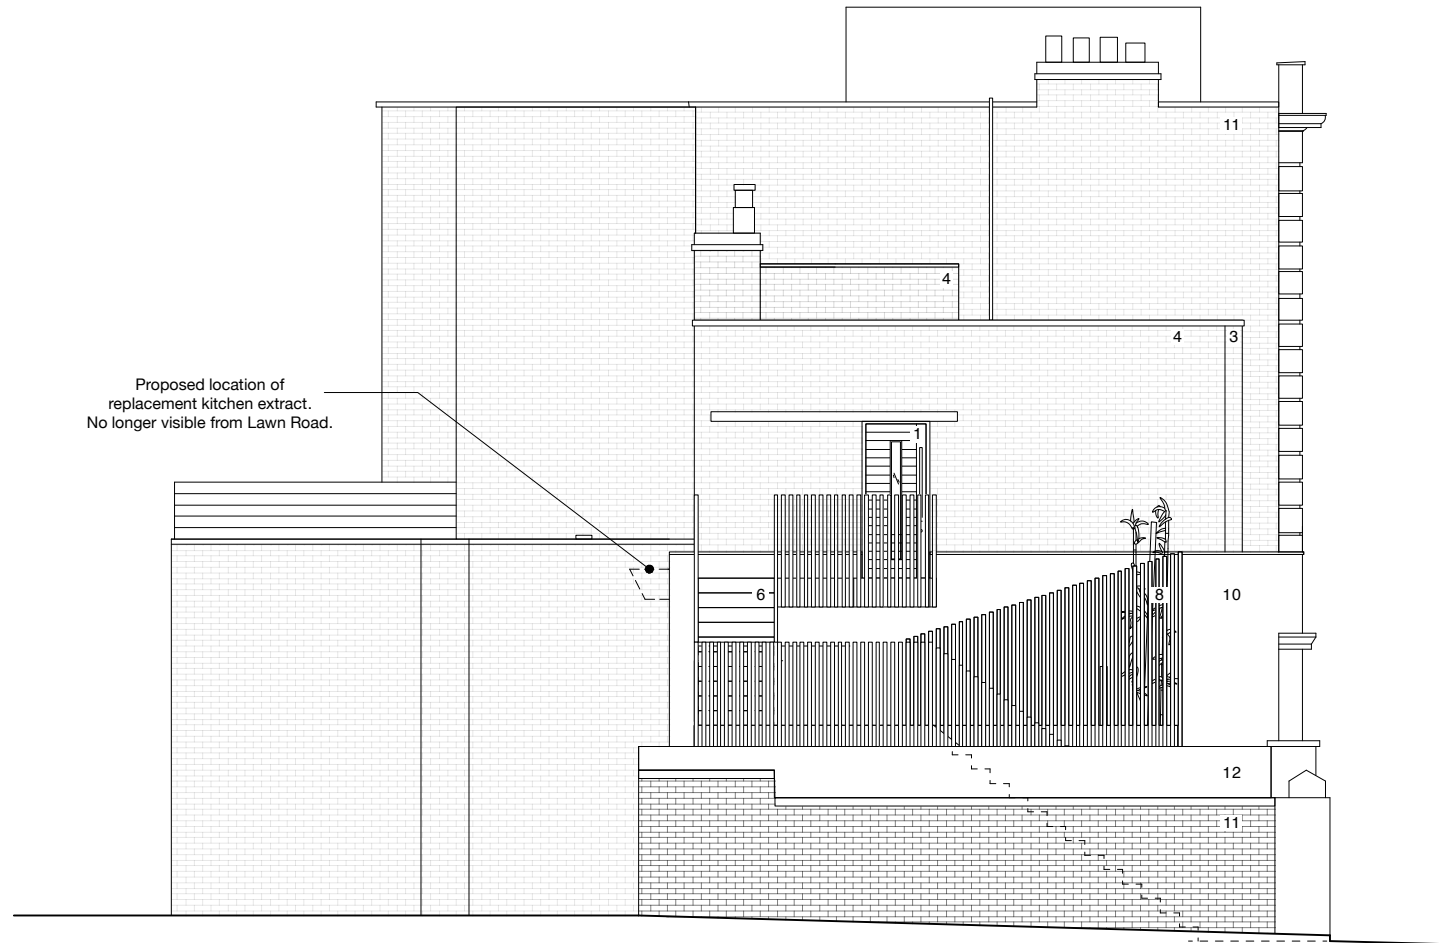 11
4
4 3
Proposed location of
replacement kitchen extract.
No longer visible from Lawn Road.
1
6 8 10
12
11